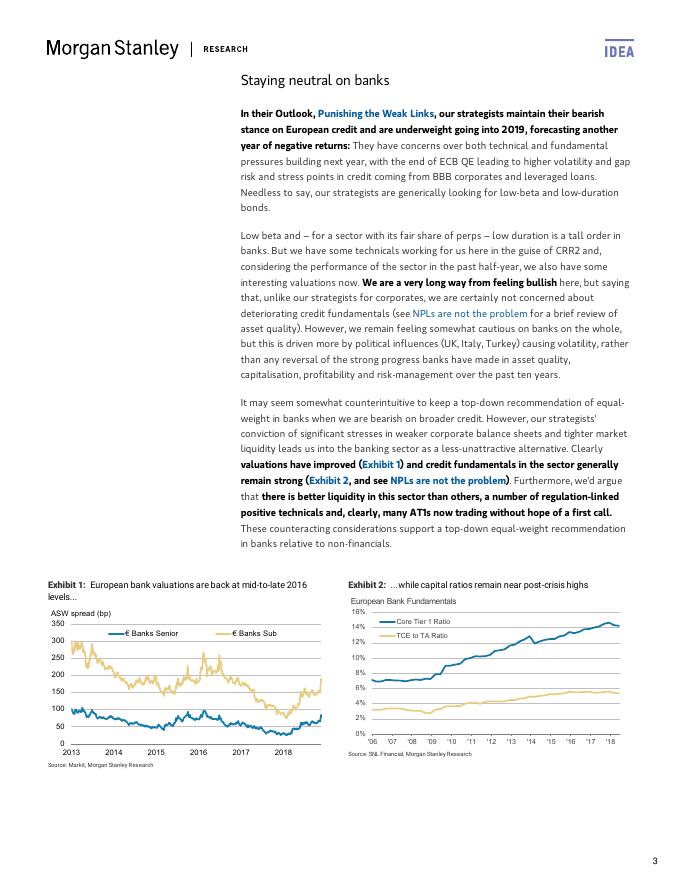 Morgan Stanley | RESEARCH
IDEA
Staying neutral on banks
In their Outlook, Punishing the Weak Links, our strategists maintain their bearish
stance on European credit and are underweight going into 2019, forecasting another
year of negative returns: They have concerns over both technical and fundamental
pressures building next year, with the end of ECB QE leading to higher volatility and gap
risk and stress points in credit coming from BBB corporates and leveraged loans.
Needless to say, our strategists are generically looking for low-beta and low-duration
bonds.
Low beta and – for a sector with its fair share of perps – low duration is a tall order in
banks. But we have some technicals working for us here in the guise of CRR2 and,
considering the performance of the sector in the past half-year, we also have some
interesting valuations now. We are a very long way from feeling bullish here, but saying
that, unlike our strategists for corporates, we are certainly not concerned about
deteriorating credit fundamentals (see NPLs are not the problem for a brief review of
asset quality). However, we remain feeling somewhat cautious on banks on the whole,
but this is driven more by political influences (UK, Italy, Turkey) causing volatility, rather
than any reversal of the strong progress banks have made in asset quality,
capitalisation, profitability and risk-management over the past ten years.
It may seem somewhat counterintuitive to keep a top-down recommendation of equal-
weight in banks when we are bearish on broader credit. However, our strategists'
conviction of significant stresses in weaker corporate balance sheets and tighter market
liquidity leads us into the banking sector as a less-unattractive alternative. Clearly
valuations have improved (Exhibit 1) and credit fundamentals in the sector generally
remain strong (Exhibit 2, and see NPLs are not the problem). Furthermore, we'd argue
that there is better liquidity in this sector than others, a number of regulation-linked
positive technicals and, clearly, many AT1s now trading without hope of a first call.
These counteracting considerations support a top-down equal-weight recommendation
in banks relative to non-financials.
Exhibit 1: European bank valuations are back at mid-to-late 2016
levels...
ASW spread (bp)
350
300
250
200
150
100
50
0
€ Banks Senior
€ Banks Sub
2013 2014 2015 2016 2017 2018
Source: Markit, Morgan Stanley Research
Exhibit 2: ...while capital ratios remain near post-crisis highs
European Bank Fundamentals
16%
14%
12%
10%
8%
6%
4%
2%
0%
Core Tier 1 Ratio
TCE to TA Ratio
'06 '07 '08 '09 '10 '11 '12 '13 '14 '15 '16 '17 '18
Source: SNL Financial, Morgan Stanley Research
3